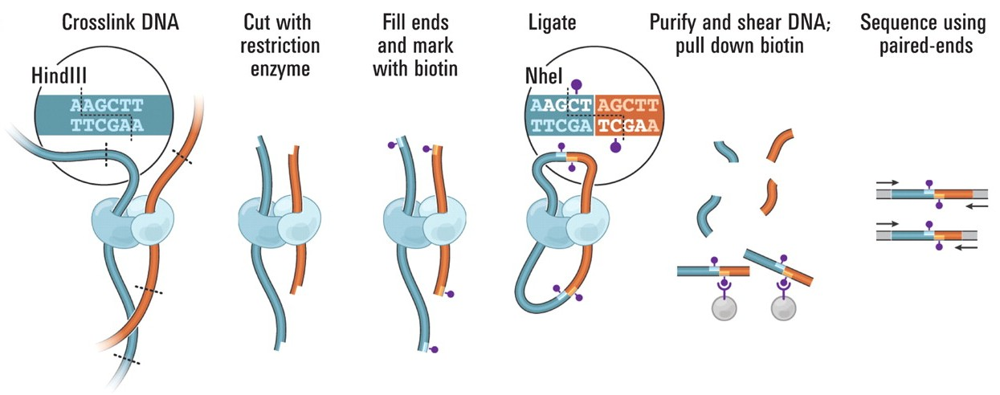 Crosslink DNA
HindIII
AAGCTT
TTCGAA
Cut with
restriction
enzyme
Fill ends
and mark
with biotin
Ligate
NheI
AAGCT AGCTT
TTCGA TCGAA
Purify and shear DNA;
pull down biotin
Sequence using
paired-ends